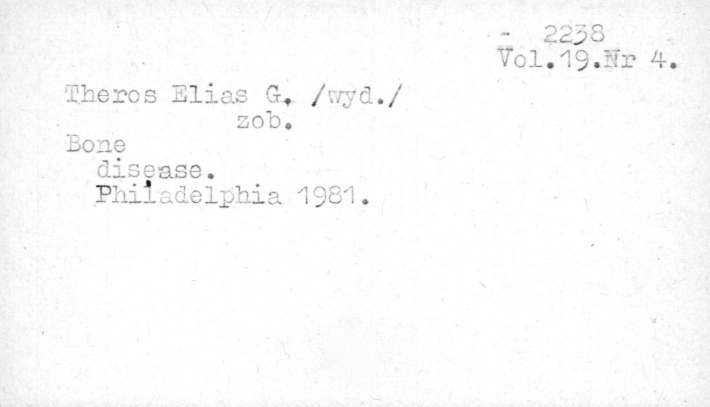 - 2238
Vol.19.Nr 4.
Theros Elias G. /wyd./
zob.
Bone
disease.
Philadelphia 1981.